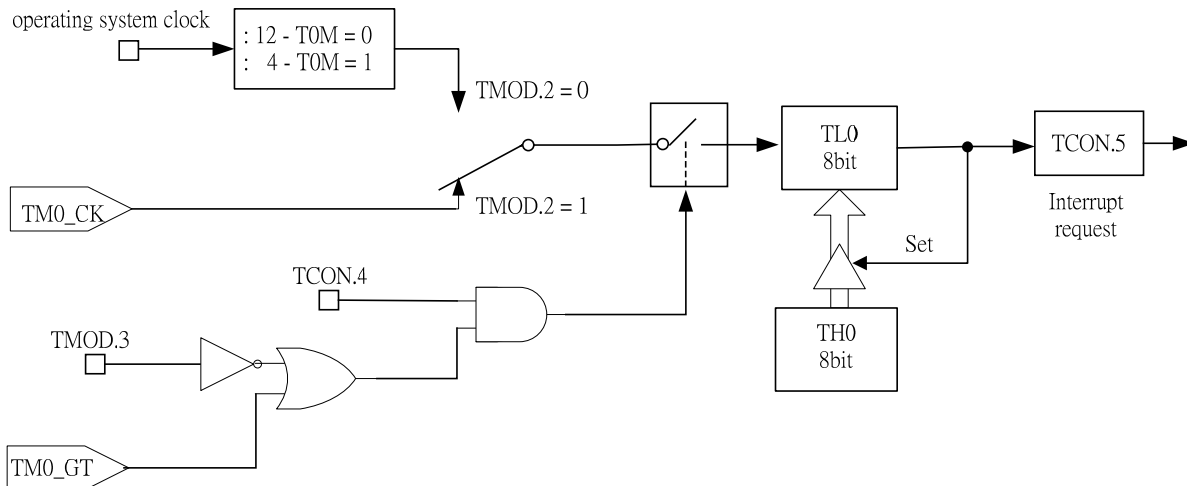 operating system clock
: 12 - T0M = 0
: 4 - T0M = 1
TMOD.2 = 0
TM0_CK
TMOD.2 = 1
TL0
8bit
TCON.5
Interrupt
request
Set
TCON.4
TH0
8bit
TMOD.3
TM0_GT